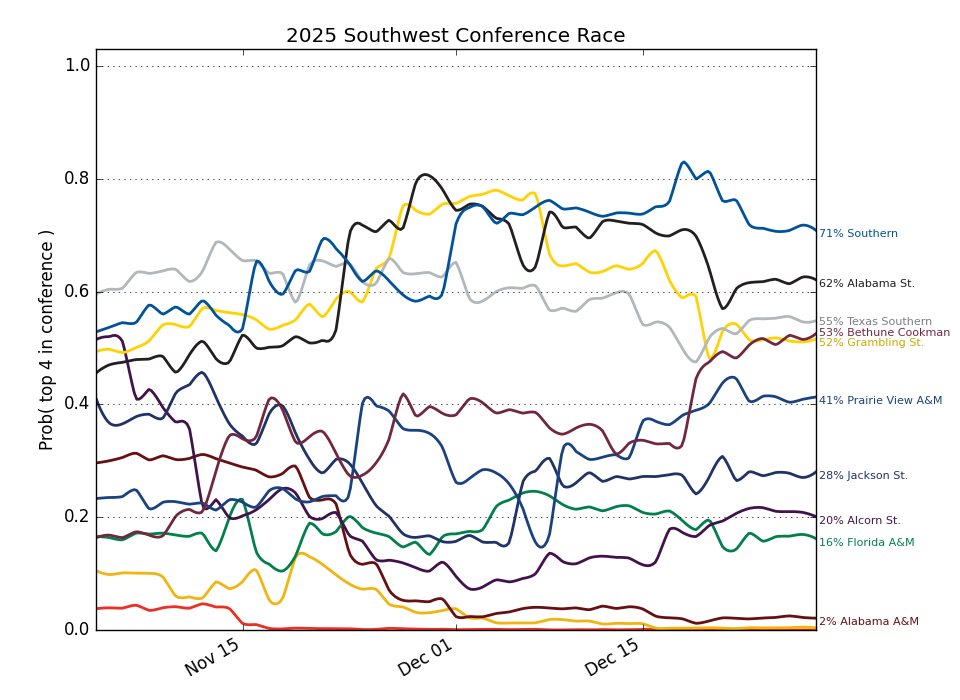 2025 Southwest Conference Race
Prob( top 4 in conference )
1.0
0.8
0.6
0.4
0.2
0.0
Nov 15
Dec 01
Dec 15
71% Southern
62% Alabama St.
55% Texas Southern
53% Bethune Cookman
52% Grambling St.
41% Prairie View A&M
28% Jackson St.
20% Alcorn St.
16% Florida A&M
2% Alabama A&M